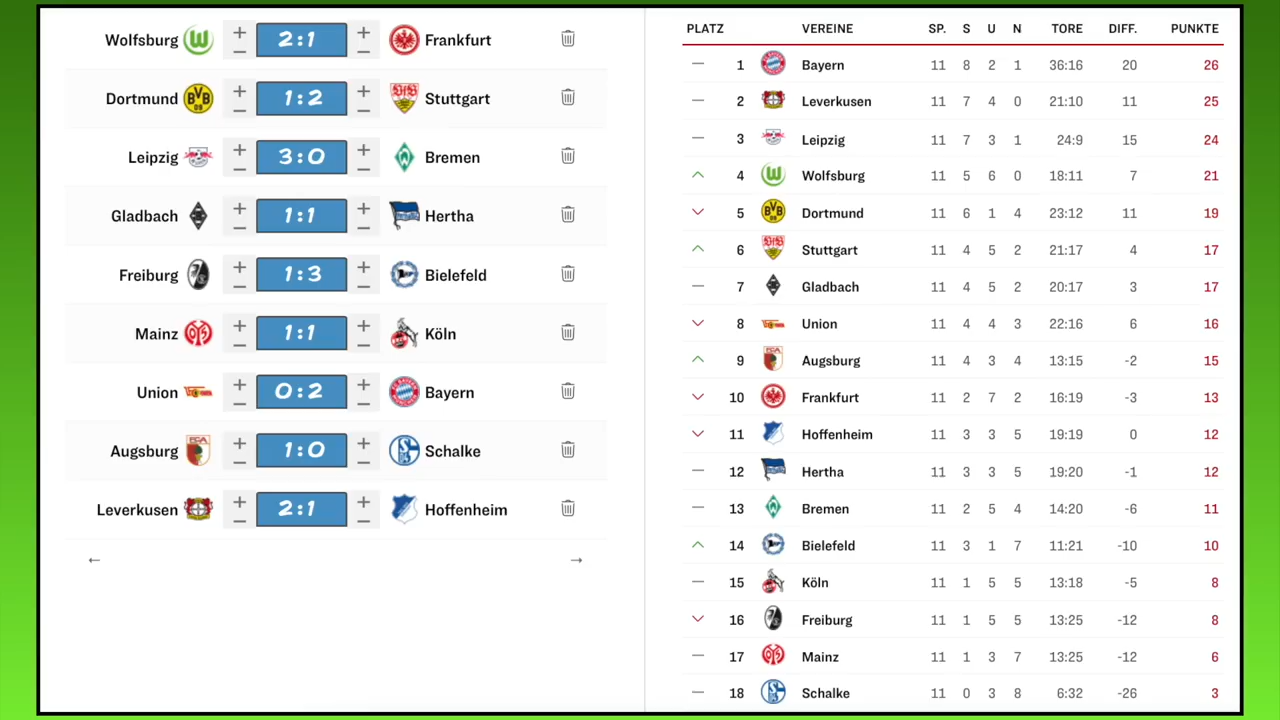 Wolfsburg 2:1 Frankfurt
Dortmund 1:2 Stuttgart
Leipzig 3:0 Bremen
Gladbach 1:1 Hertha
Freiburg 1:3 Bielefeld
Mainz 1:1 Köln
Union 0:2 Bayern
Augsburg 1:0 Schalke
Leverkusen 2:1 Hoffenheim
PLATZ VEREINE SP. S U N TORE DIFF. PUNKTE
1 Bayern 11 8 2 1 36:16 20 26
2 Leverkusen 11 7 4 0 21:10 11 25
3 Leipzig 11 7 3 1 24:9 15 24
4 Wolfsburg 11 5 6 0 18:11 7 21
5 Dortmund 11 6 1 4 23:12 11 19
6 Stuttgart 11 4 5 2 21:17 4 17
7 Gladbach 11 4 5 2 20:17 3 17
8 Union 11 4 4 3 22:16 6 16
9 Augsburg 11 4 3 4 13:15 -2 15
10 Frankfurt 11 2 7 2 16:19 -3 13
11 Hoffenheim 11 3 3 5 19:19 0 12
12 Hertha 11 3 3 5 19:20 -1 12
13 Bremen 11 2 5 4 14:20 -6 11
14 Bielefeld 11 3 1 7 11:21 -10 10
15 Köln 11 1 5 5 13:18 -5 8
16 Freiburg 11 1 5 5 13:25 -12 8
17 Mainz 11 1 3 7 13:25 -12 6
18 Schalke 11 0 3 8 6:32 -26 3